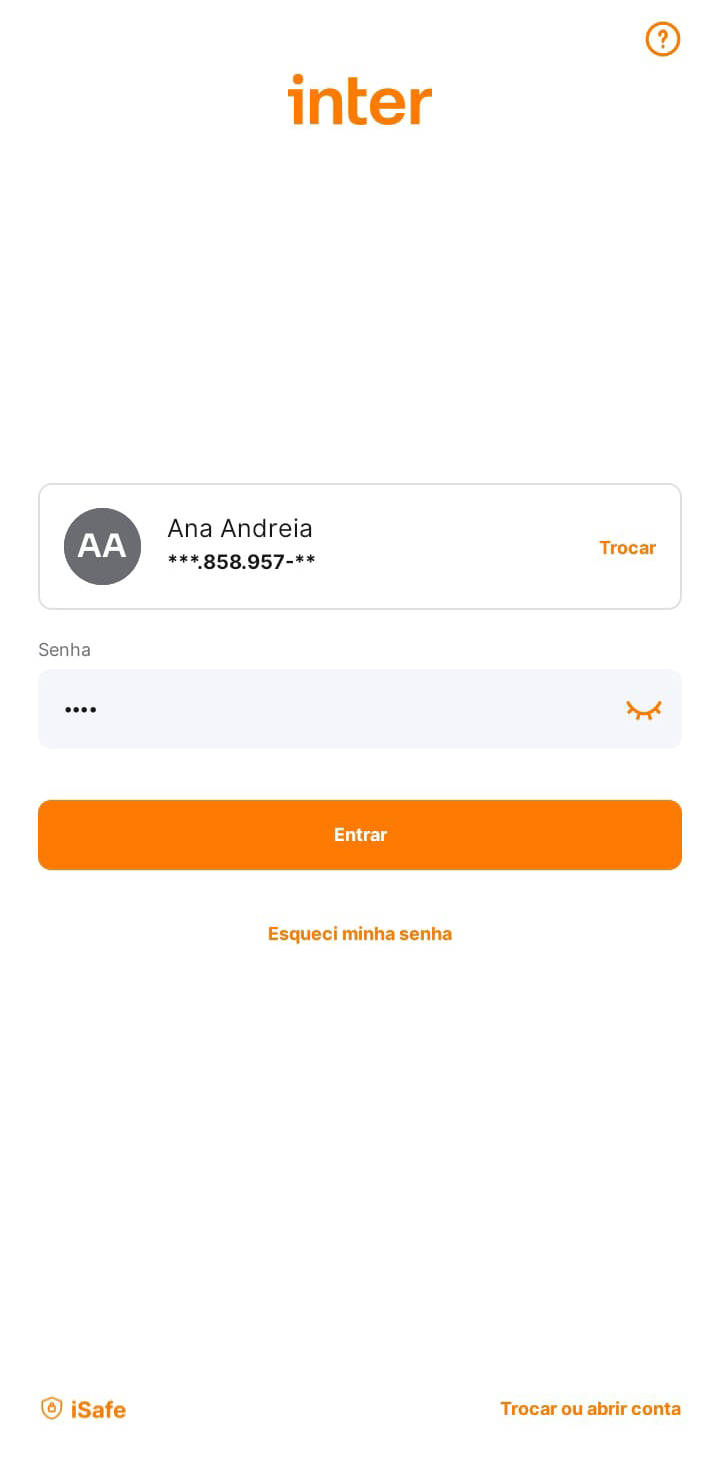 ?
inter
AA
Ana Andreia
***.858.957-**
Trocar
Senha
••••
Entrar
Esqueci minha senha
iSafe
Trocar ou abrir conta